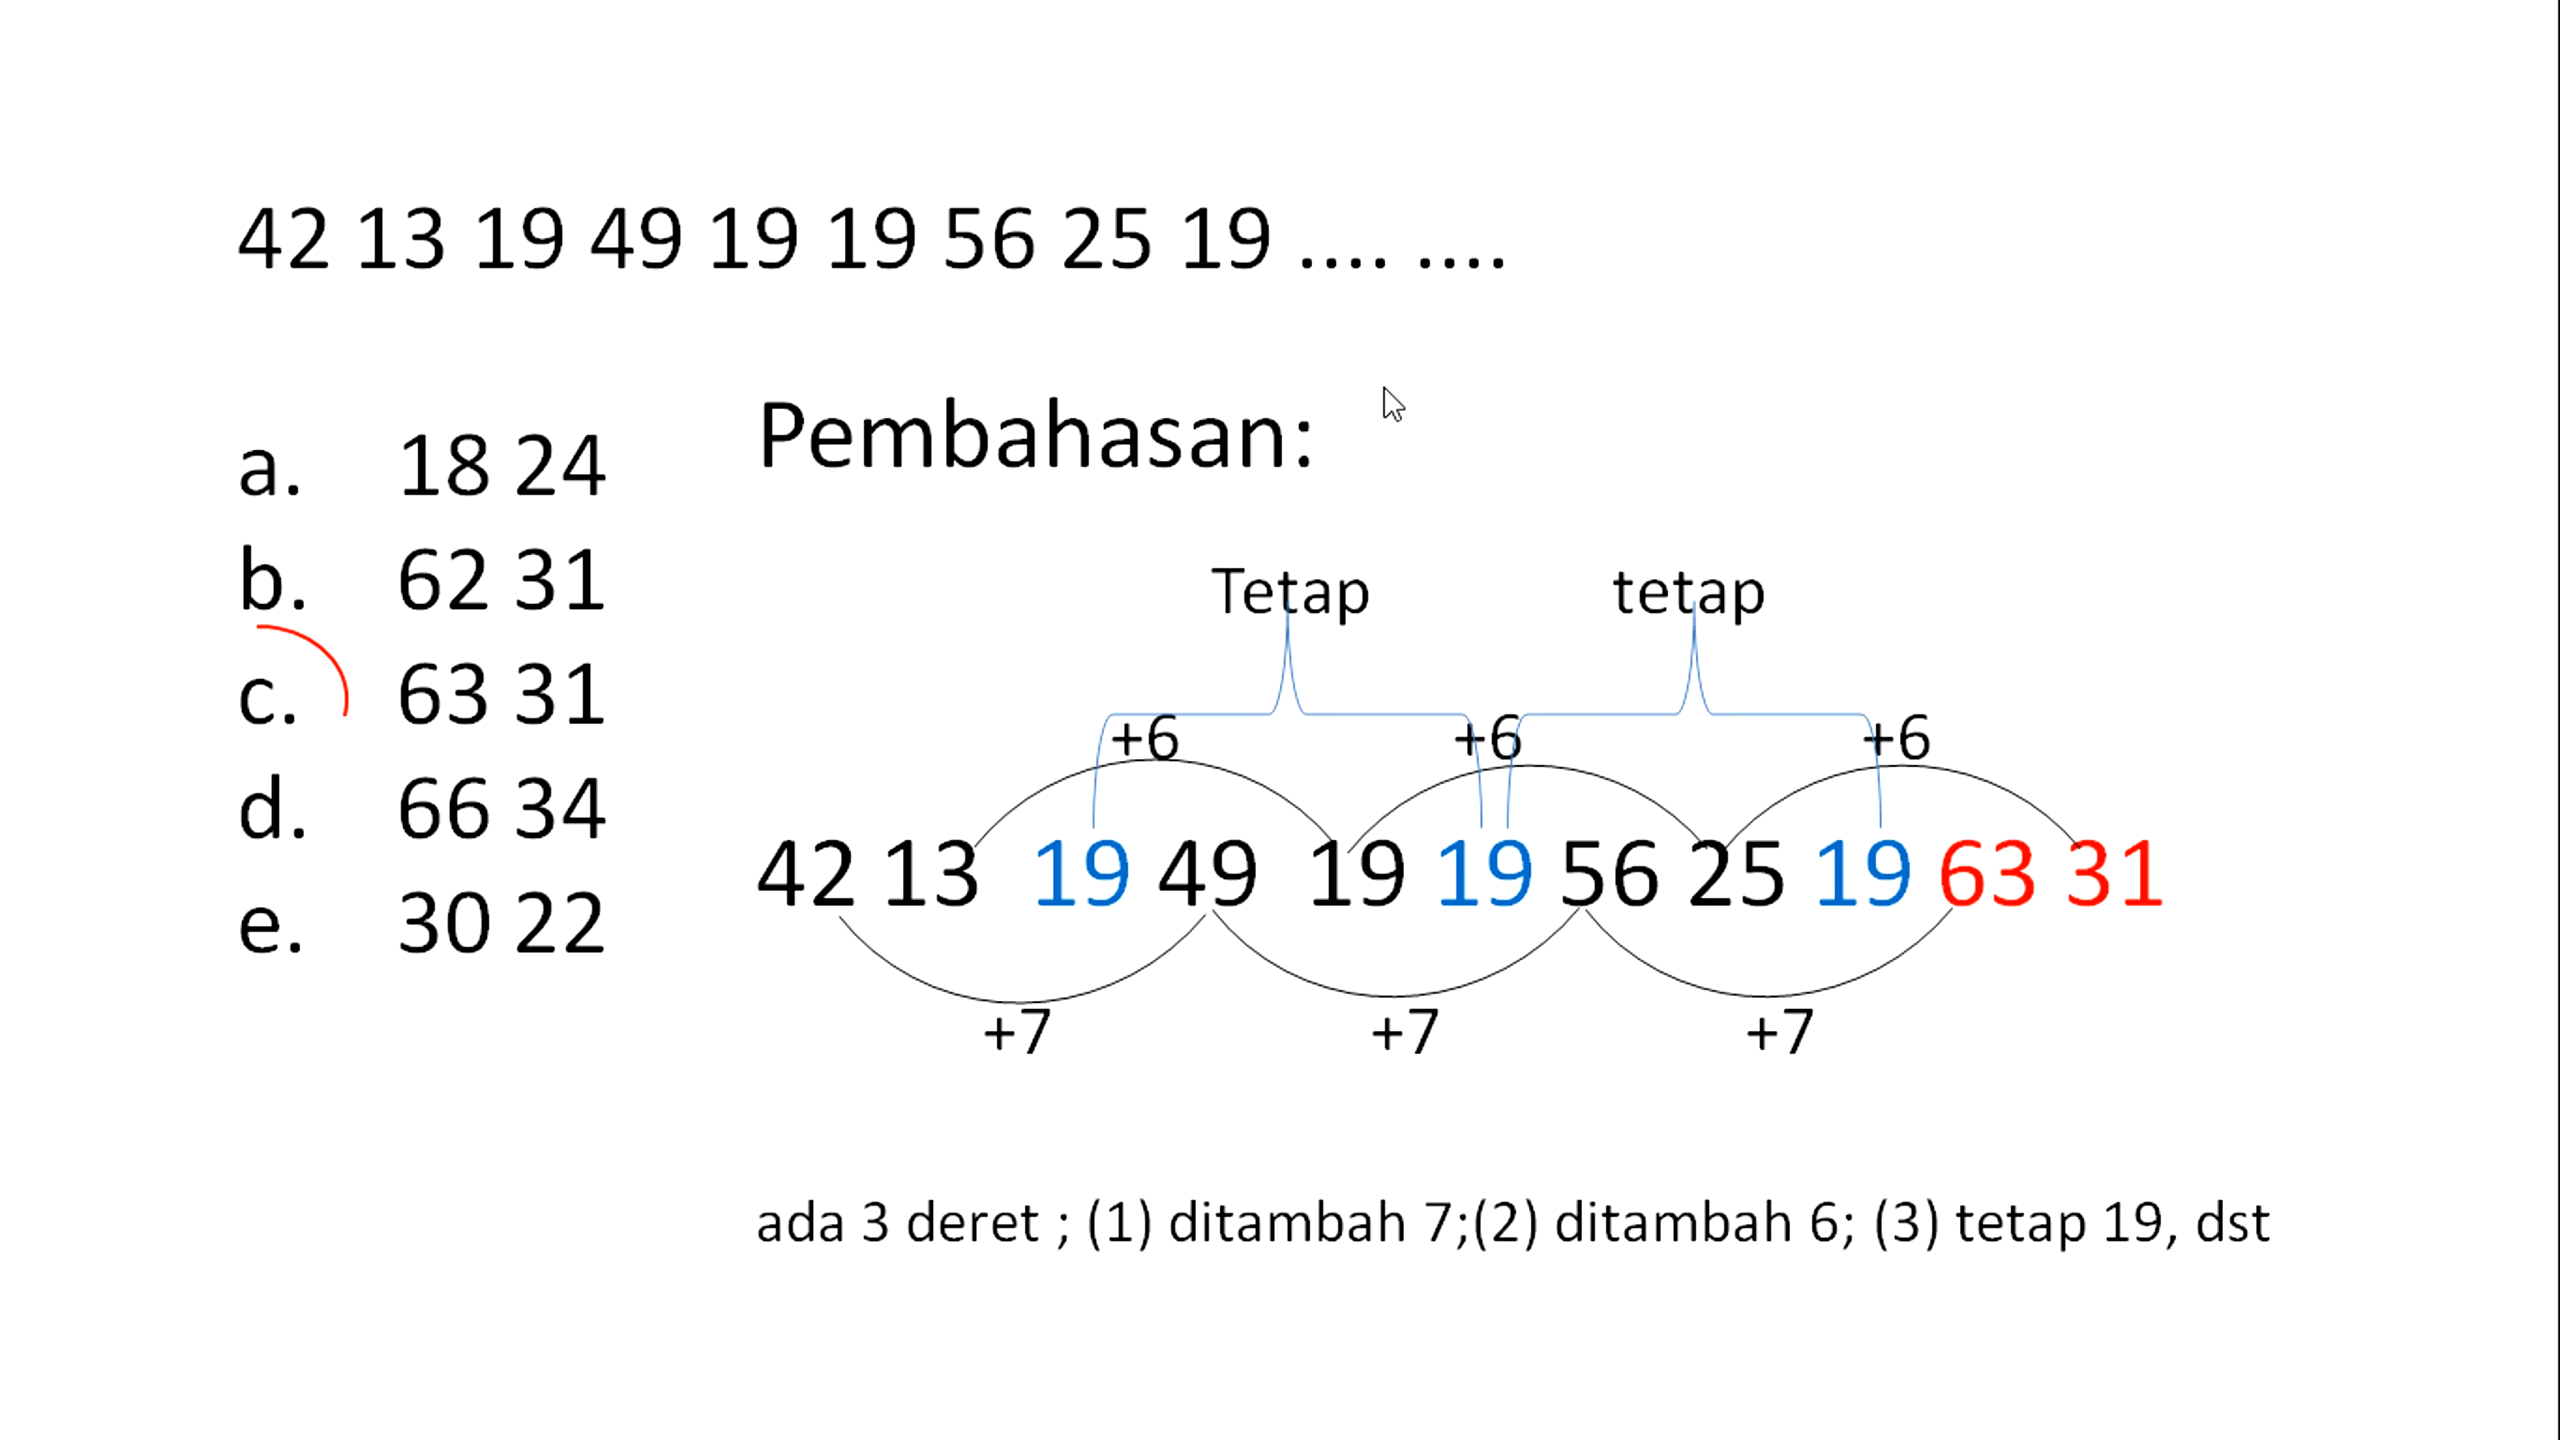 42 13 19 49 19 19 56 25 19 .... ....
a. 18 24
b. 62 31
c. 63 31
d. 66 34
e. 30 22
Pembahasan:
Tetap tetap
+6 +6 +6
42 13 19 49 19 19 56 25 19 63 31
+7 +7 +7
ada 3 deret ; (1) ditambah 7;(2) ditambah 6; (3) tetap 19, dst